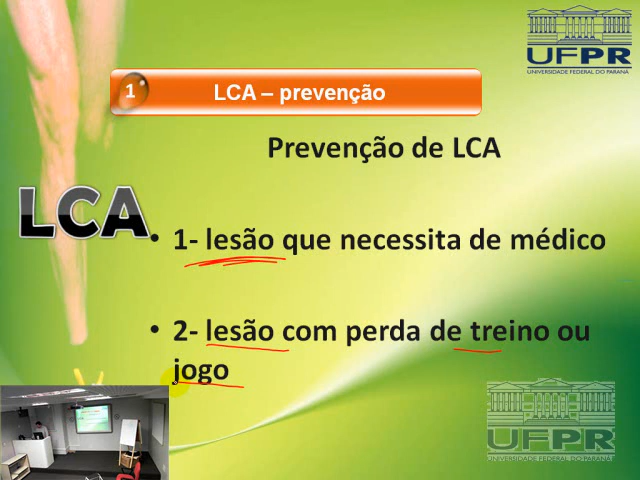 UFPR
UNIVERSIDADE FEDERAL DO PARANÁ
1
LCA – prevenção
Prevenção de LCA
LCA
• 1- lesão que necessita de médico
• 2- lesão com perda de treino ou
jogo
UFPR
UNIVERSIDADE FEDERAL DO PARANÁ